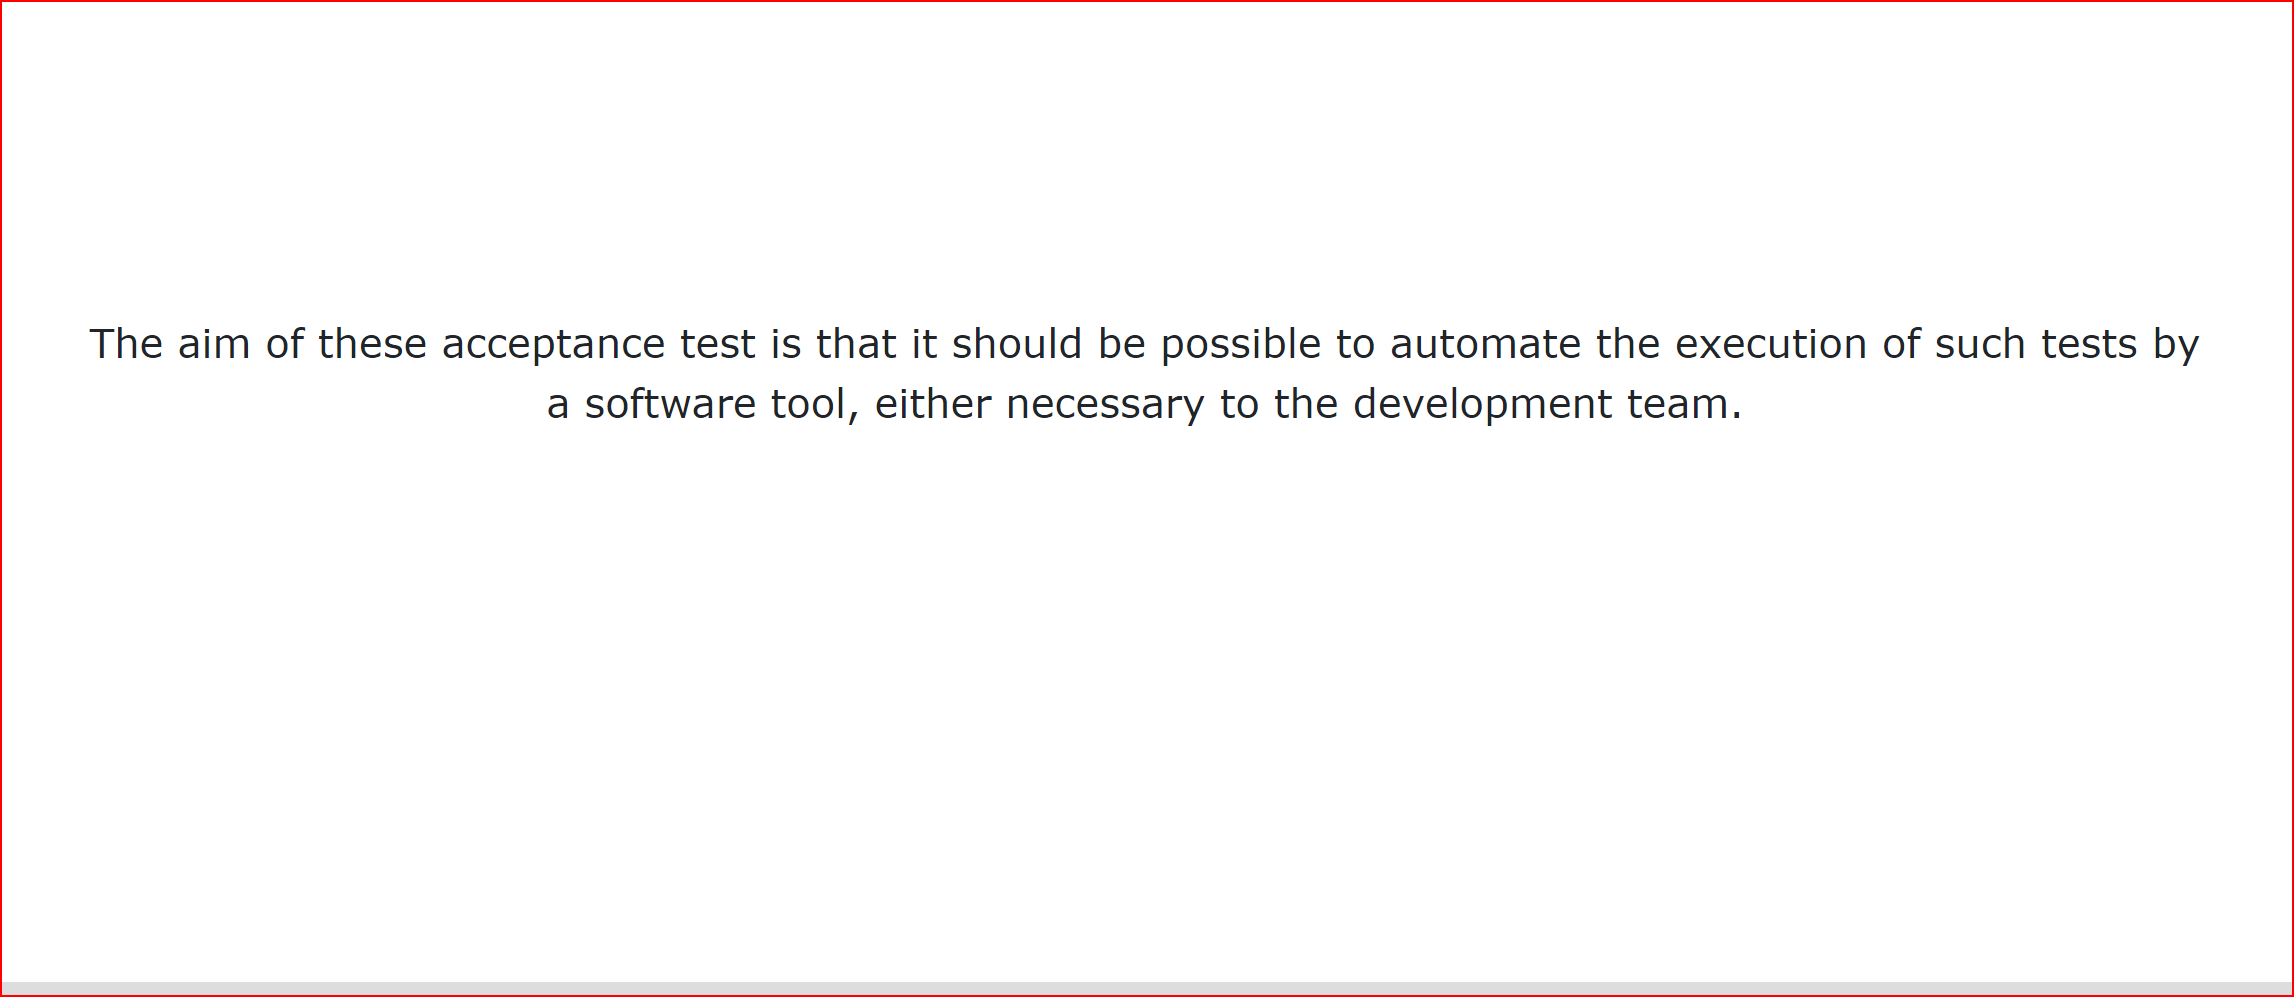 The aim of these acceptance test is that it should be possible to automate the execution of such tests by
a software tool, either necessary to the development team.